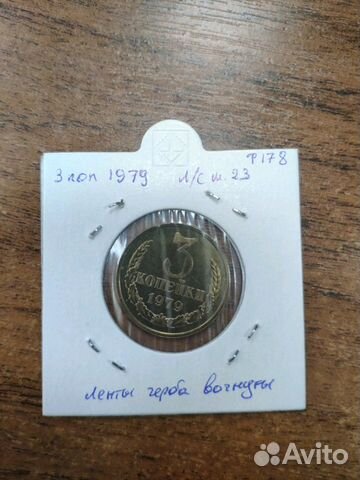 Ф178
3 коп 1979 л/с ш. 23
3
КОПЕЙКИ
1979
ленты герба вогнуты
Avito